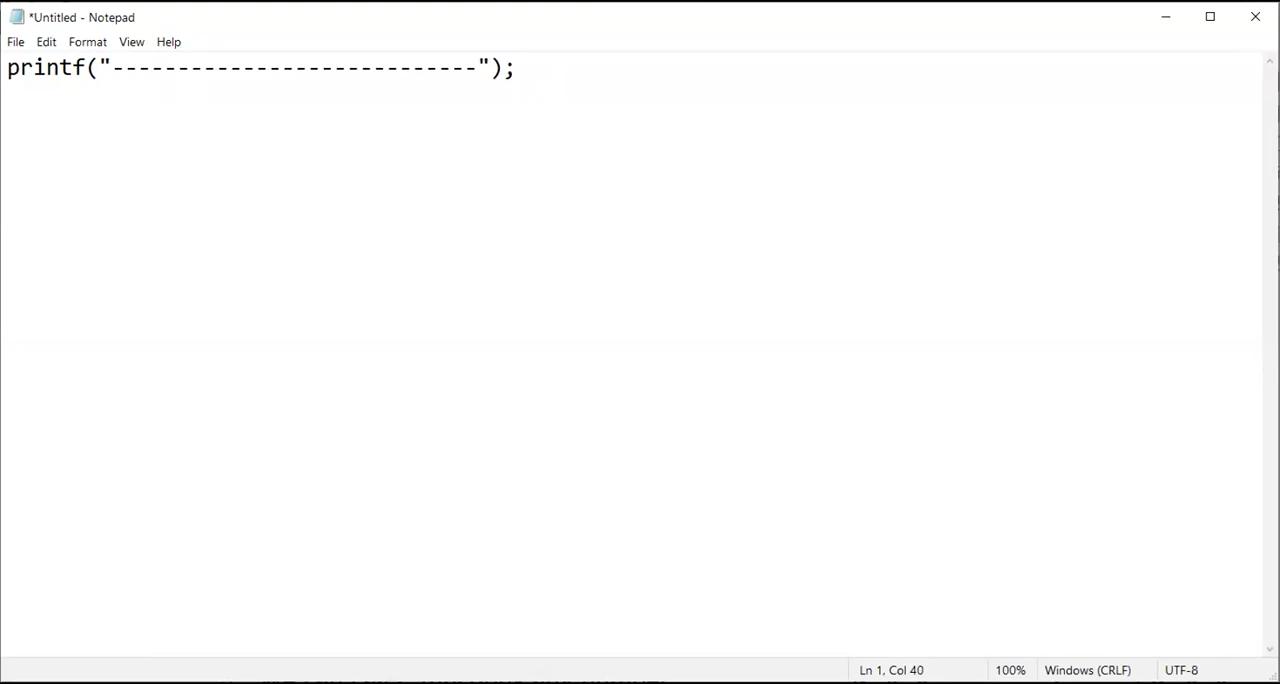 *Untitled - Notepad
File Edit Format View Help
printf("----------------------------");
Ln 1, Col 40 100% Windows (CRLF) UTF-8